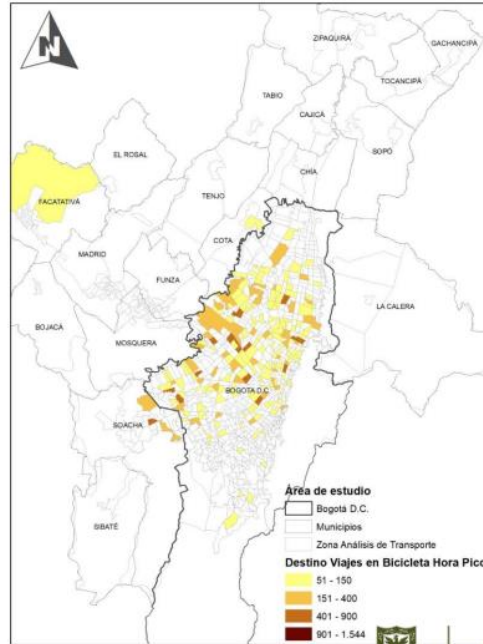 N
ZIPAQUIRÁ
GACHANCIPÁ
TOCANCIPÁ
TABIO
CAJICÁ
SOPÓ
EL ROSAL
CHÍA
TENJO
FACATATIVÁ
COTA
MADRID
FUNZA
LA CALERA
BOJACÁ
MOSQUERA
BOGOTÁ D.C.
SOACHA
SIBATÉ
Área de estudio
Bogotá D.C.
Municipios
Zona Análisis de Transporte
Destino Viajes en Bicicleta Hora Pico
51 - 150
151 - 400
401 - 900
901 - 1.544